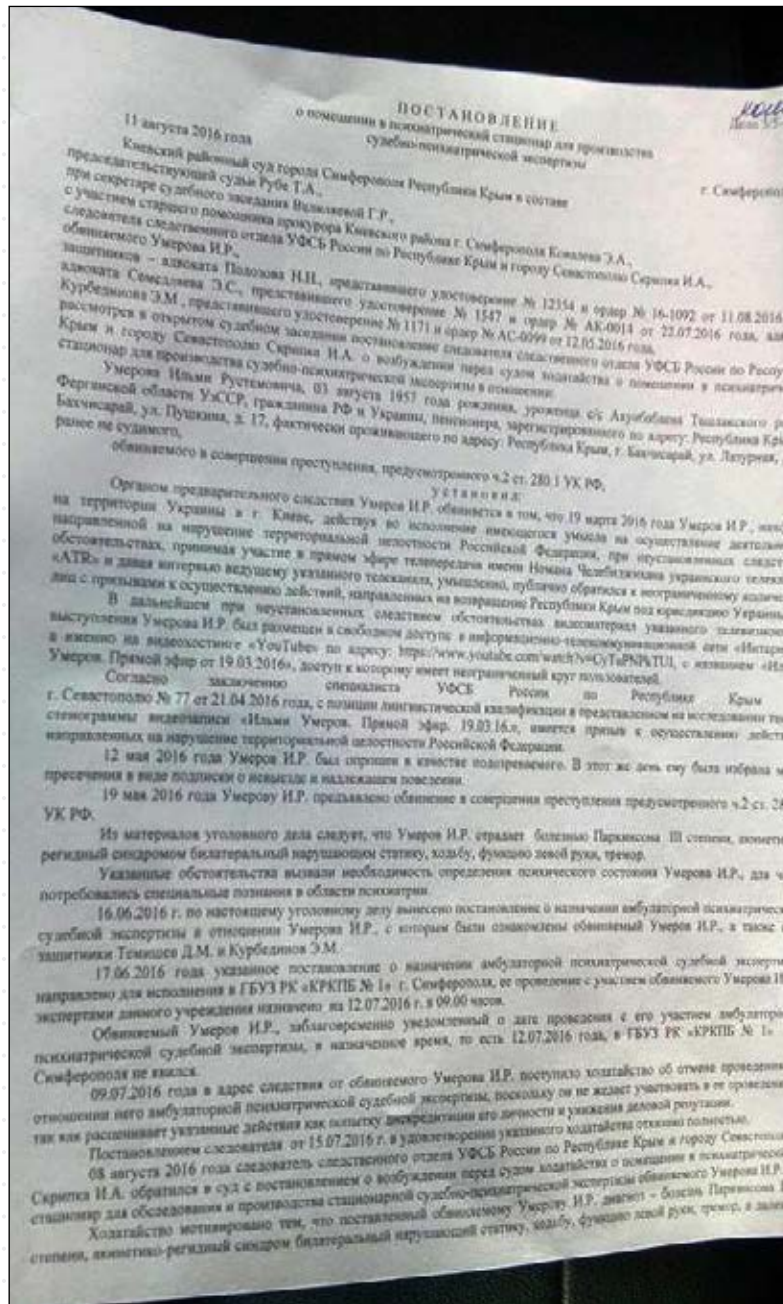 копия
Дело 3/5-
ПОСТАНОВЛЕНИЕ
о помещении в психиатрический стационар для производства
судебно-психиатрической экспертизы
11 августа 2016 года
г. Симферопо
Киевский районный суд города Симферополя Республики Крым в составе
председательствующей судьи Рубе Т.А.,
при секретаре судебного заседания Велиляевой Г.Р.,
с участием старшего помощника прокурора Киевского района г. Симферополя Ковалева Э.А.,
следователя следственного отдела УФСБ России по Республике Крым и городу Севастополю Скрипка И.А.,
обвиняемого Умерова И.Р.,
защитников – адвоката Полозова Н.Н., представившего удостоверение № 12354 и ордер № 16-1092 от 11.08.2016
адвоката Семедляева Э.С., представившего удостоверение № 1547 и ордер № АК-0014 от 22.07.2016 года, адв
Курбединова Э.М., представившего удостоверение № 1171 и ордер № АС-0099 от 12.05.2016 года,
рассмотрев в открытом судебном заседании постановление следователя следственного отдела УФСБ России по Респу
Крым и городу Севастополю Скрипка И.А. о возбуждении перед судом ходатайства о помещении в психиатрич
стационар для производства судебно-психиатрической экспертизы в отношении:
Умерова Ильми Рустемовича, 03 августа 1957 года рождения, уроженца с/с Ахунбабаева Ташлакского ра
Ферганской области УзССР, гражданина РФ и Украины, пенсионера, зарегистрированного по адресу: Республика Кры
Бахчисарай, ул. Пушкина, д. 17, фактически проживающего по адресу: Республика Крым, г. Бахчисарай, ул. Лазурная,
ранее не судимого,
обвиняемого в совершении преступления, предусмотренного ч.2 ст. 280.1 УК РФ,
установил:
Органом предварительного следствия Умеров И.Р. обвиняется в том, что 19 марта 2016 года Умеров И.Р., нахо
на территории Украины в г. Киеве, действуя во исполнение имеющегося умысла на осуществление деятельно
направленной на нарушение территориальной целостности Российской Федерации, при неустановленных следст
обстоятельствах, принимая участие в прямом эфире телепередачи имени Номана Челебиджихана украинского телек
«ATR» и давая интервью ведущему указанного телеканала, умышленно, публично обратился к неограниченному количе
лиц с призывами к осуществлению действий, направленных на возвращение Республики Крым под юрисдикцию Украин
В дальнейшем при неустановленных следствием обстоятельствах видеоматериал указанного телевизион
выступления Умерова И.Р. был размещен в свободном доступе в информационно-телекоммуникационной сети «Интерн
а именно на видеохостинге «YouTube» по адресу: с названием «Ил
Умеров. Прямой эфир от 19.03.2016», доступ к которому имеет неограниченный круг пользователей.
Согласно заключению специалиста УФСБ России по Республике Крым
г. Севастополю № 77 от 21.04.2016 года, с позиции лингвистической квалификации в представленном на исследовании те
стенограммы видеозаписи «Ильми Умеров. Прямой эфир. 19.03.16.», имеется призыв к осуществлению дейст
направленных на нарушение территориальной целостности Российской Федерации.
12 мая 2016 года Умеров И.Р. был опрошен в качестве подозреваемого. В этот же день ему была избрана м
пресечения в виде подписки о невыезде и надлежащем поведении.
19 мая 2016 года Умерову И.Р. предъявлено обвинение в совершении преступления предусмотренного ч.2 ст. 28
УК РФ.
Из материалов уголовного дела следует, что Умеров И.Р. страдает болезнью Паркинсона III степени,
регидный синдромом билатеральный нарушающим статику, ходьбу, функцию левой руки, тремор.
Указанные обстоятельства вызвали необходимость определения психического состояния Умерова И.Р., для ч
потребовались специальные познания в области психиатрии.
16.06.2016 г. по настоящему уголовному делу вынесено постановление о назначении амбулаторной психиатричес
судебной экспертизы в отношении Умерова И.Р., с которым были ознакомлены обвиняемый Умеров И.Р., а также
защитники Темишев Д.М. и Курбединов Э.М.
17.06.2016 года указанное постановление о назначении амбулаторной психиатрической судебной эксперти
направлено для исполнения в ГБУЗ РК «КРКПБ № 1» г. Симферополя, ее проведение с участием обвиняемого Умерова И
экспертами данного учреждения назначено на 12.07.2016 г. в 09.00 часов.
Обвиняемый Умеров И.Р., заблаговременно уведомленный о дате проведения с его участием амбулатор
психиатрической судебной экспертизы, в назначенное время, то есть 12.07.2016 года, в ГБУЗ РК «КРКПБ № 1»
Симферополя не явился.
09.07.2016 года в адрес следствия от обвиняемого Умерова И.Р. поступило ходатайство об отмене проведени
отношении него амбулаторной психиатрической судебной экспертизы, поскольку он не желает участвовать в ее проведе
так как расценивает указанные действия как попытку дискредитации его личности и унижения деловой репутации.
Постановлением следователя от 15.07.2016 г. в удовлетворении указанного ходатайства отказано полностью.
08 августа 2016 года следователь следственного отдела УФСБ России по Республике Крым и городу Севастопо
Скрипка И.А. обратился в суд с постановлением о возбуждении перед судом ходатайства о помещении в психиатрическ
стационар для обследования и производства стационарной судебно-психиатрической экспертизы обвиняемого Умерова И.Р.
Ходатайство мотивировано тем, что поставленный обвиняемому Умерову И.Р. диагноз – болезнь Паркинсона I
степени, акинетико-регидный синдром билатеральный нарушающий статику, ходьбу, функцию левой руки, тремор, в дале